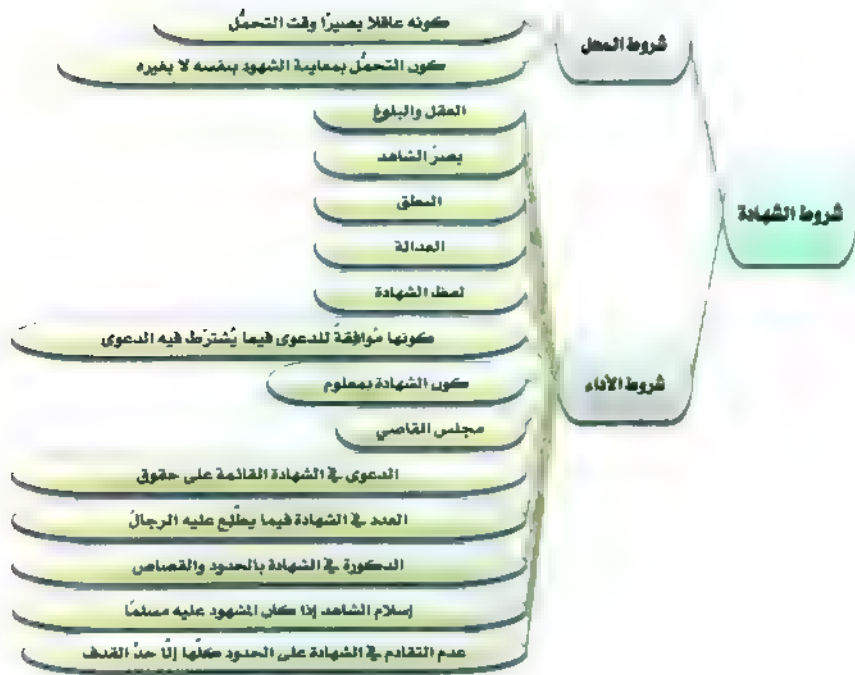 شروط الشهادة
شروط المحل
كونه عاقلا بصيرًا وقت التحمُّل
كون التحمُّل بمعاينة الشهود بنفسه لا بغيره
شروط الأداء
العقل والبلوغ
بصرُ الشاهد
النطق
العدالة
لفظ الشهادة
كونها مُوافقةً للدعوى فيما يُشترَط فيه الدعوى
كون الشهادة بمعلوم
مجلس القاضي
الدعوى في الشهادة القائمة على حقوق
العدد في الشهادة فيما يطَّلِع عليه الرجالُ
الذكورة في الشهادة بالحدود والقصاص
إسلام الشاهد إذا كان المشهود عليه مسلمًا
عدم التقادم في الشهادة على الحدود كلِّها إلَّا حدَّ القذف